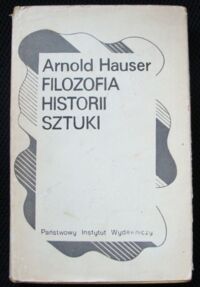 Arnold Hauser
FILOZOFIA
HISTORII
SZTUKI
Państwowy Instytut Wydawniczy